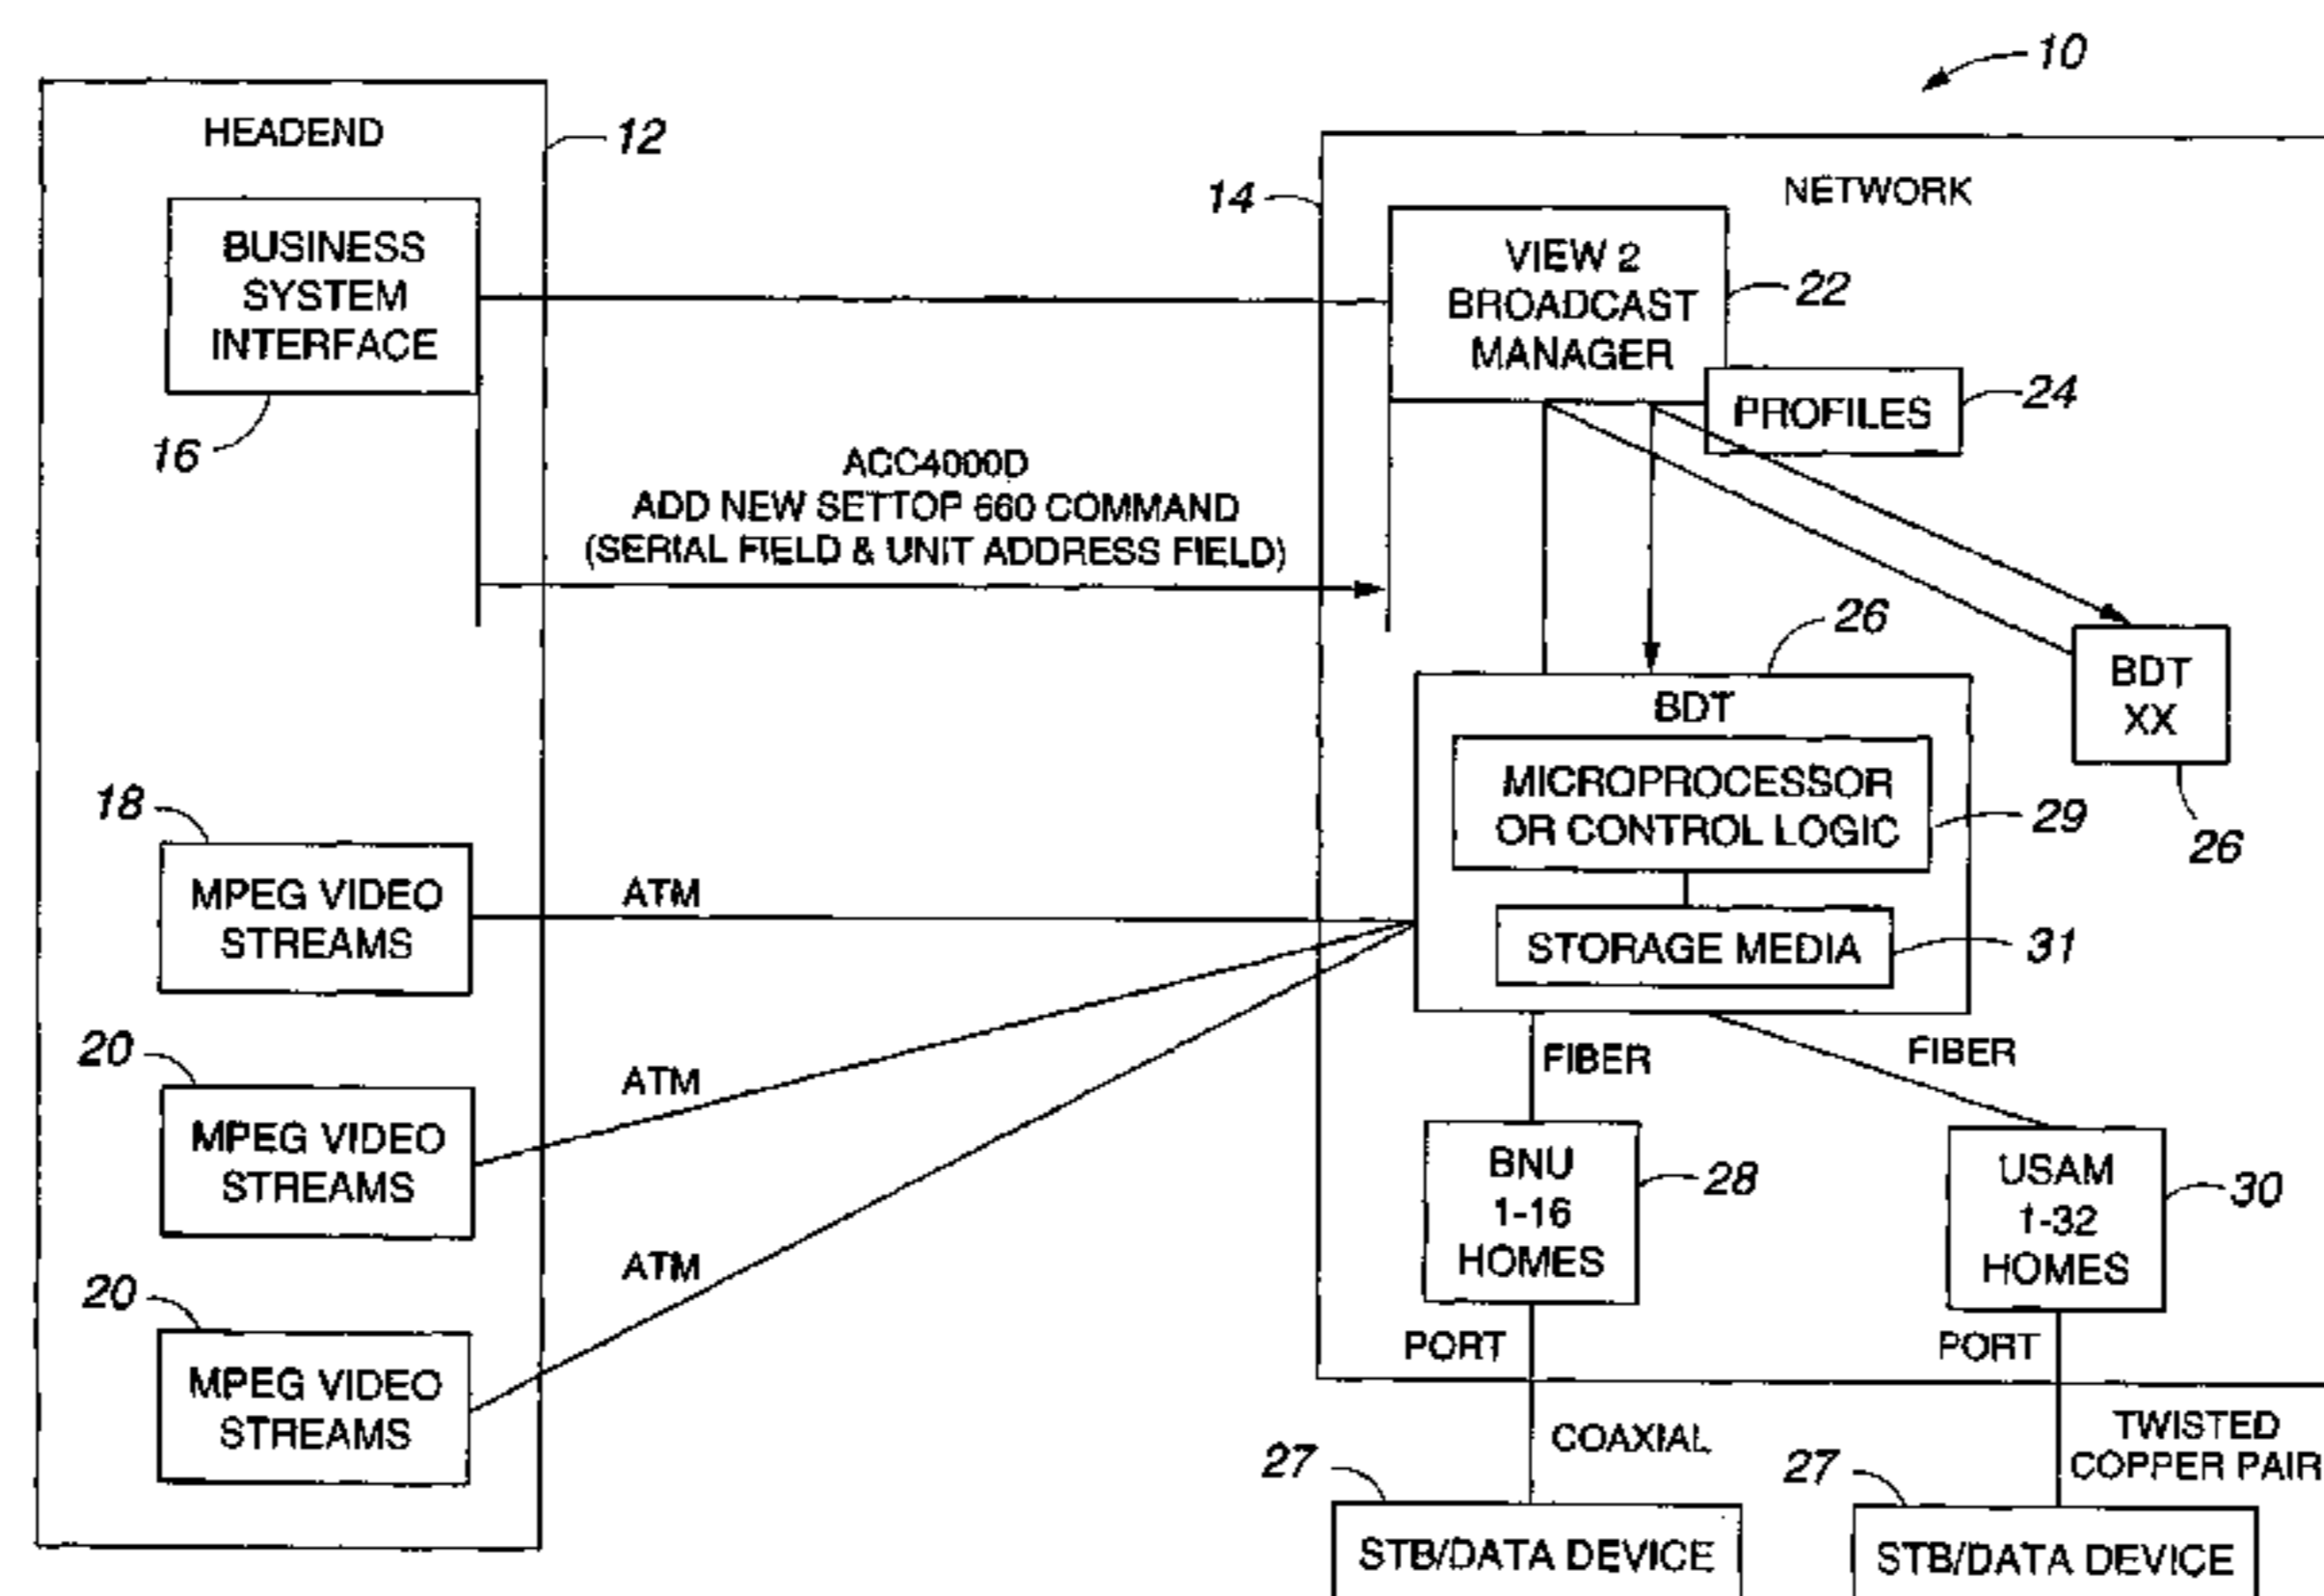 10
HEADEND
12
BUSINESS
SYSTEM
INTERFACE
16
14
NETWORK
VIEW 2
BROADCAST
MANAGER
22
PROFILES
24
ACC4000D
ADD NEW SETTOP 660 COMMAND
(SERIAL FIELD & UNIT ADDRESS FIELD)
26
BDT
XX
26
BDT
MICROPROCESSOR
OR CONTROL LOGIC
29
STORAGE MEDIA
31
18
MPEG VIDEO
STREAMS
ATM
20
MPEG VIDEO
STREAMS
ATM
20
MPEG VIDEO
STREAMS
ATM
FIBER
FIBER
BNU
1-16
HOMES
28
USAM
1-32
HOMES
30
PORT
PORT
COAXIAL
TWISTED
COPPER PAIR
27
STB/DATA DEVICE
27
STB/DATA DEVICE